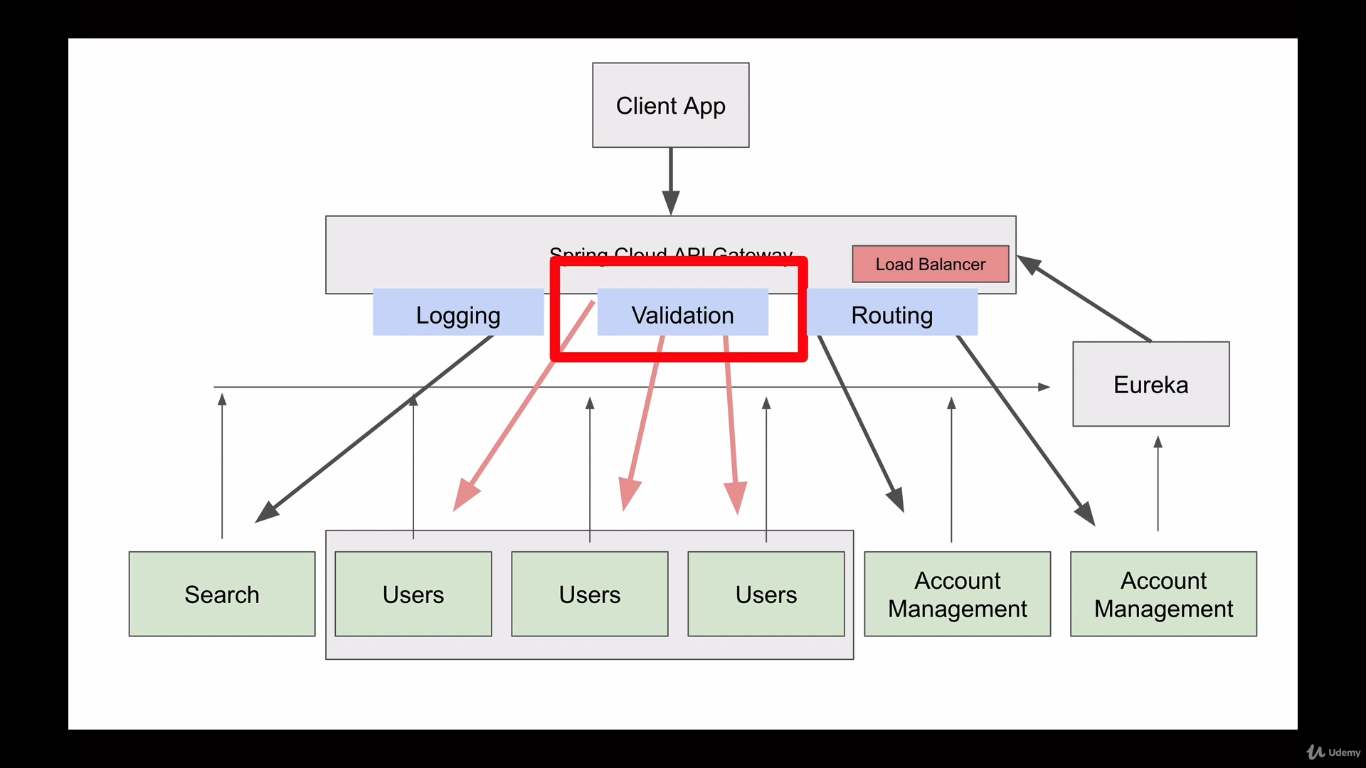 Client App
Spring Cloud API Gateway
Load Balancer
Logging
Validation
Routing
Eureka
Search
Users
Users
Users
Account
Management
Account
Management
Udemy